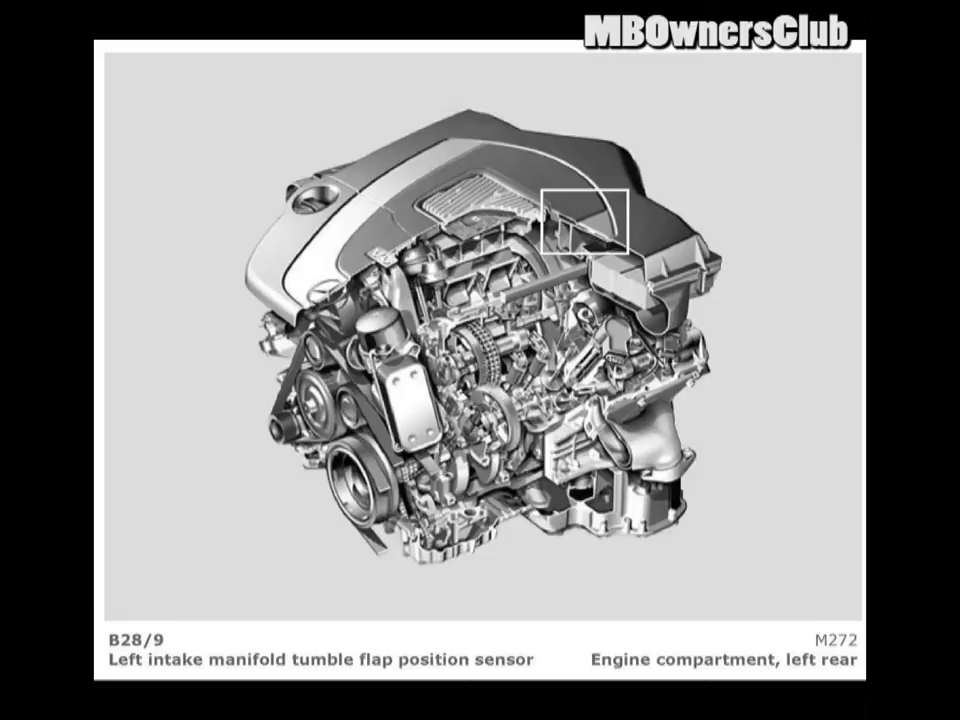 MBOwnersClub
B28/9
M272
Left intake manifold tumble flap position sensor
Engine compartment, left rear